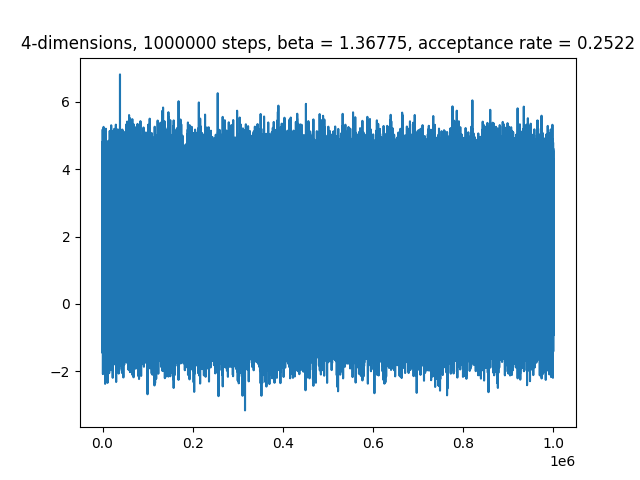 4-dimensions, 1000000 steps, beta = 1.36775, acceptance rate = 0.2522
6
4
2
0
−2
0.0 0.2 0.4 0.6 0.8 1.0
1e6